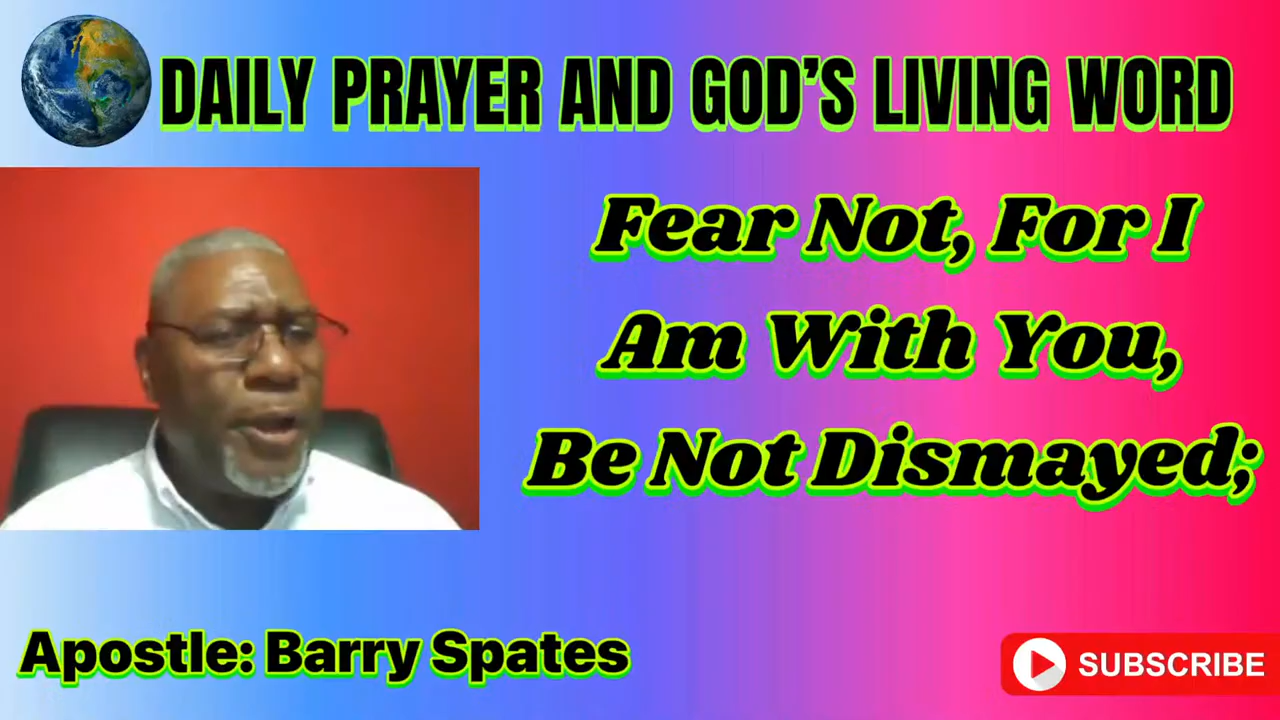 DAILY PRAYER AND GOD’S LIVING WORD
Fear Not, For I
Am With You,
Be Not Dismayed;
Apostle: Barry Spates
SUBSCRIBE